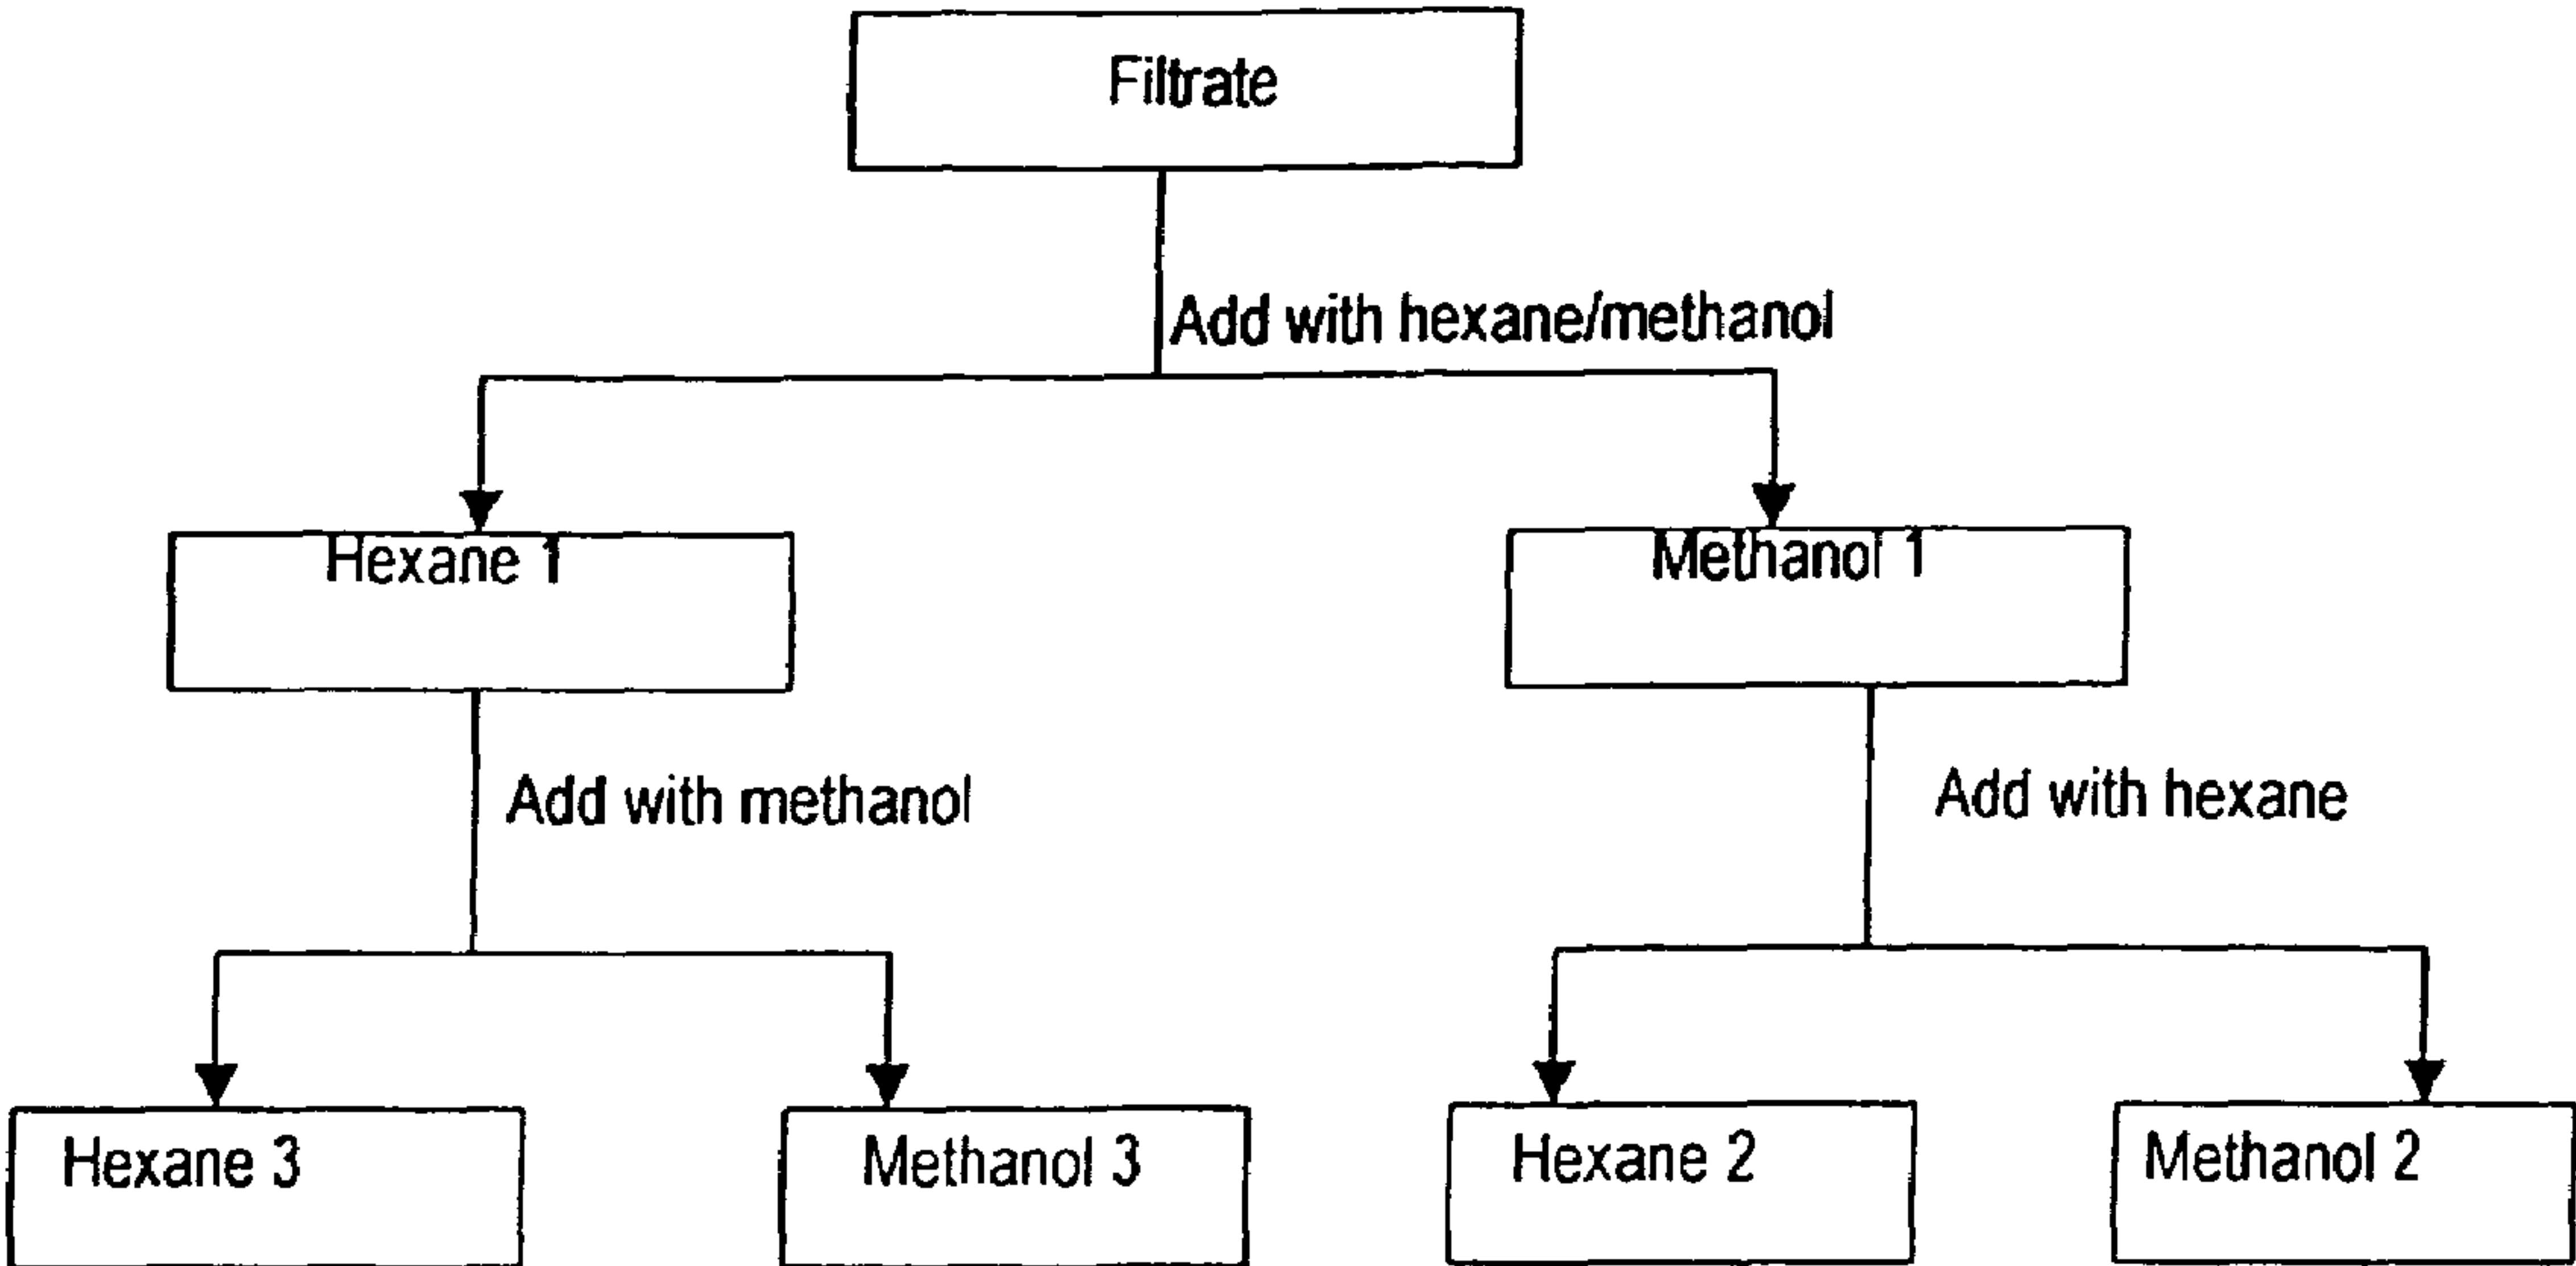 Filtrate
Add with hexane/methanol
Hexane 1
Methanol 1
Add with methanol
Add with hexane
Hexane 3
Methanol 3
Hexane 2
Methanol 2